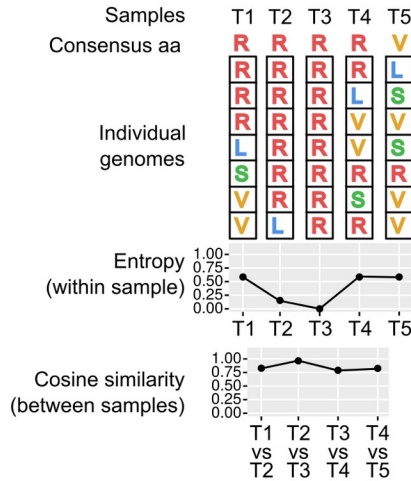 Samples T1 T2 T3 T4 T5
Consensus aa R R R R V
R R R R L
R R R L S
Individual R R R V V
genomes L R R V S
S R R R R
V R R S V
V L R R V
Entropy
(within sample)
1.00
0.75
0.50
0.25
0.00
T1 T2 T3 T4 T5
Cosine similarity
(between samples)
1.00
0.75
0.50
0.25
0.00
T1 T2 T3 T4
vs vs vs vs
T2 T3 T4 T5